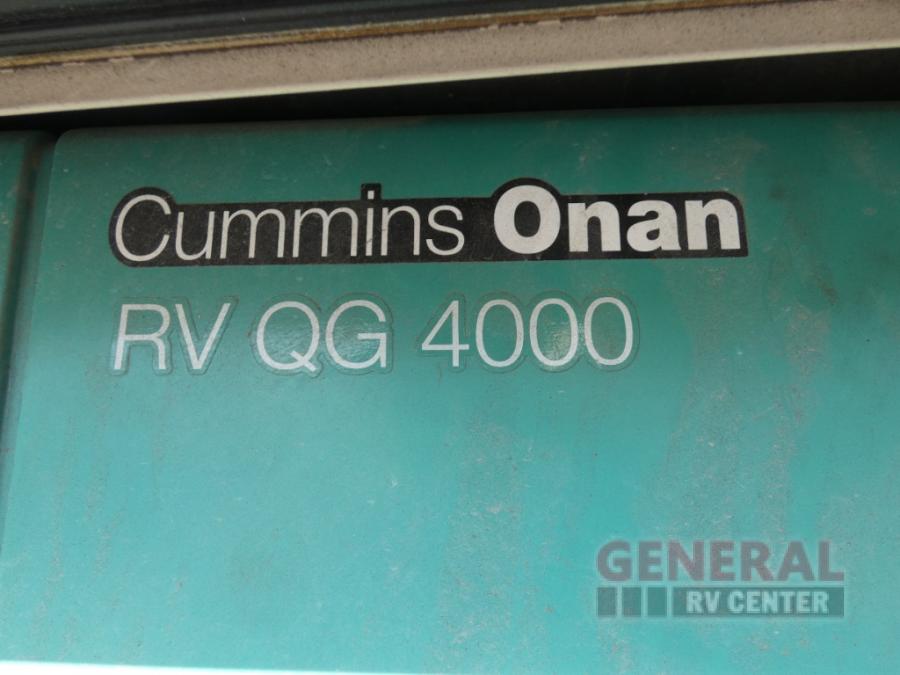 Cummins Onan
RV QG 4000
GENERAL
RV CENTER